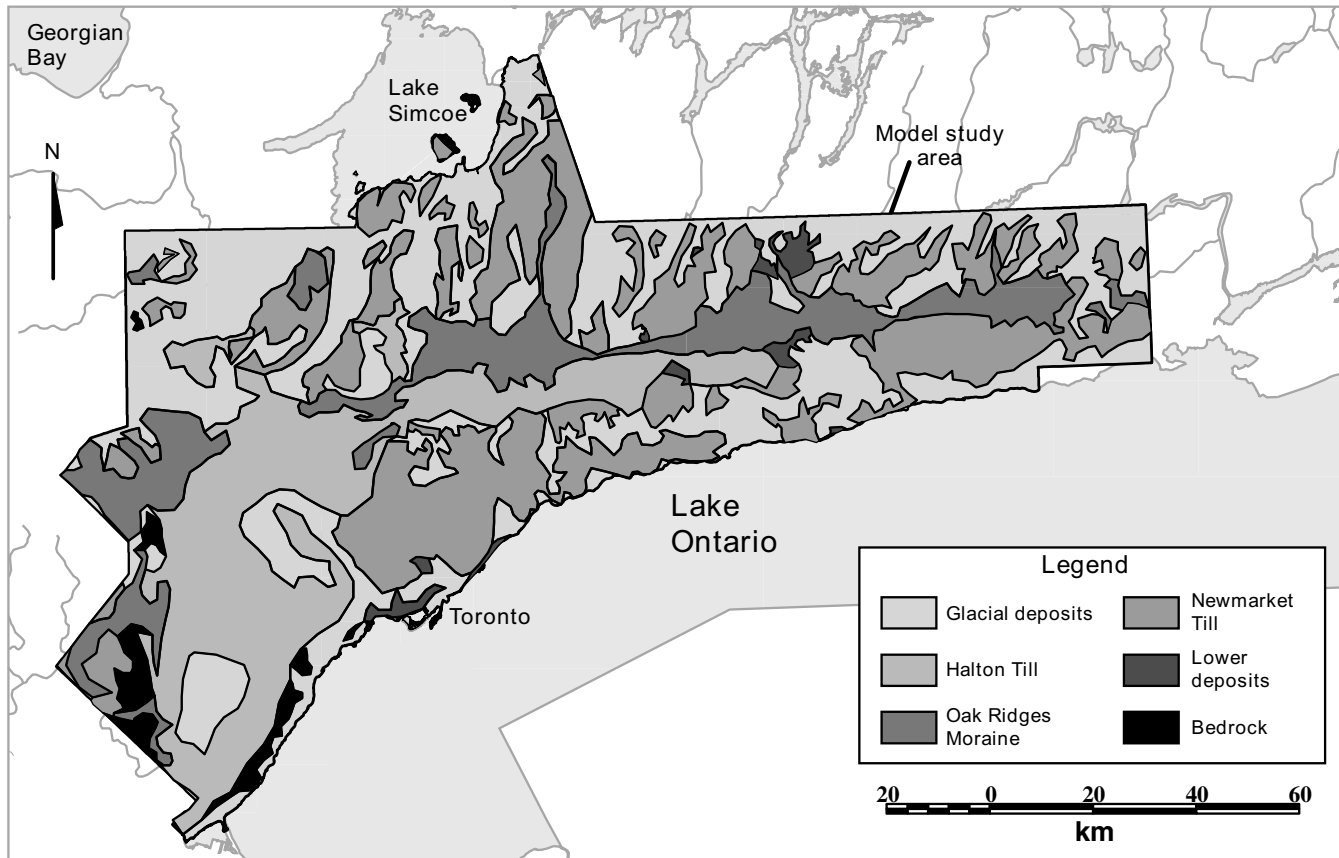 Georgian
Bay
Lake
Simcoe
N
Model study
area
Lake
Ontario
Toronto
Legend
Glacial deposits
Newmarket
Till
Halton Till
Lower
deposits
Oak Ridges
Moraine
Bedrock
20 0 20 40 60
km